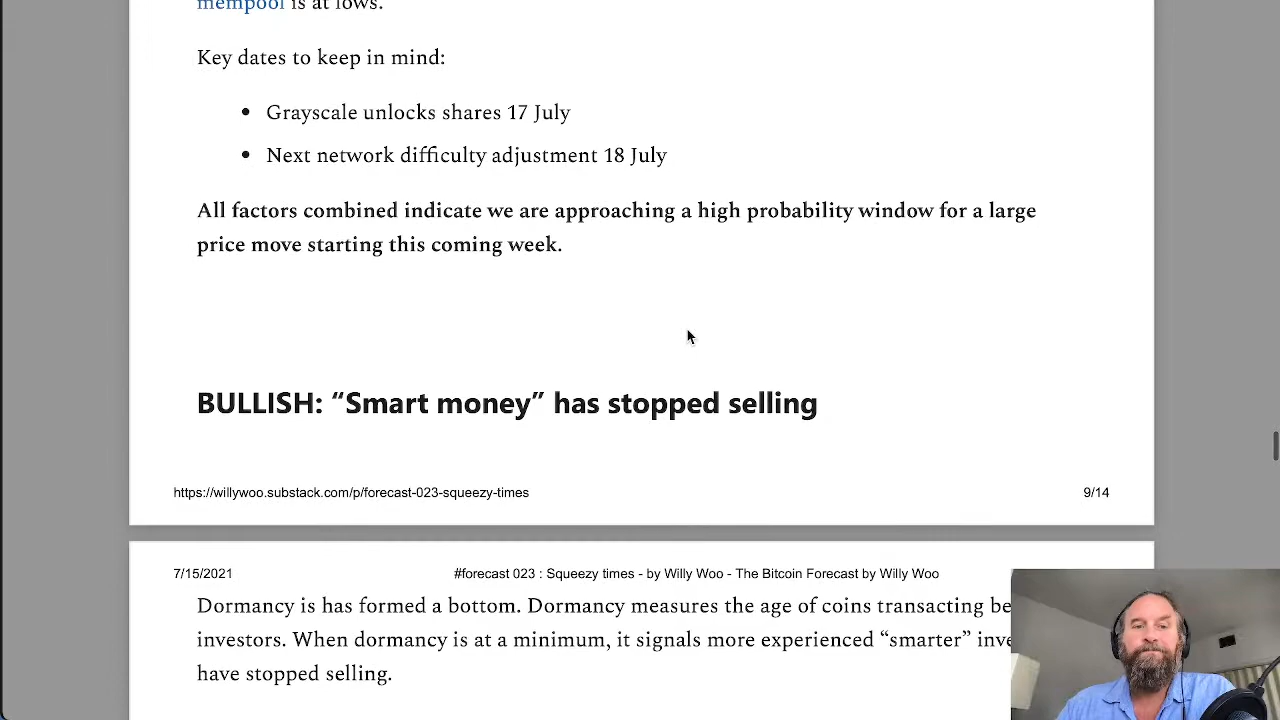 mempool is at lows.
Key dates to keep in mind:
• Grayscale unlocks shares 17 July
• Next network difficulty adjustment 18 July
All factors combined indicate we are approaching a high probability window for a large
price move starting this coming week.
BULLISH: “Smart money” has stopped selling
https://willywoo.substack.com/p/forecast-023-squeezy-times 9/14
7/15/2021 #forecast 023 : Squeezy times - by Willy Woo - The Bitcoin Forecast by Willy Woo
Dormancy is has formed a bottom. Dormancy measures the age of coins transacting
investors. When dormancy is at a minimum, it signals more experienced “smarter”
have stopped selling.